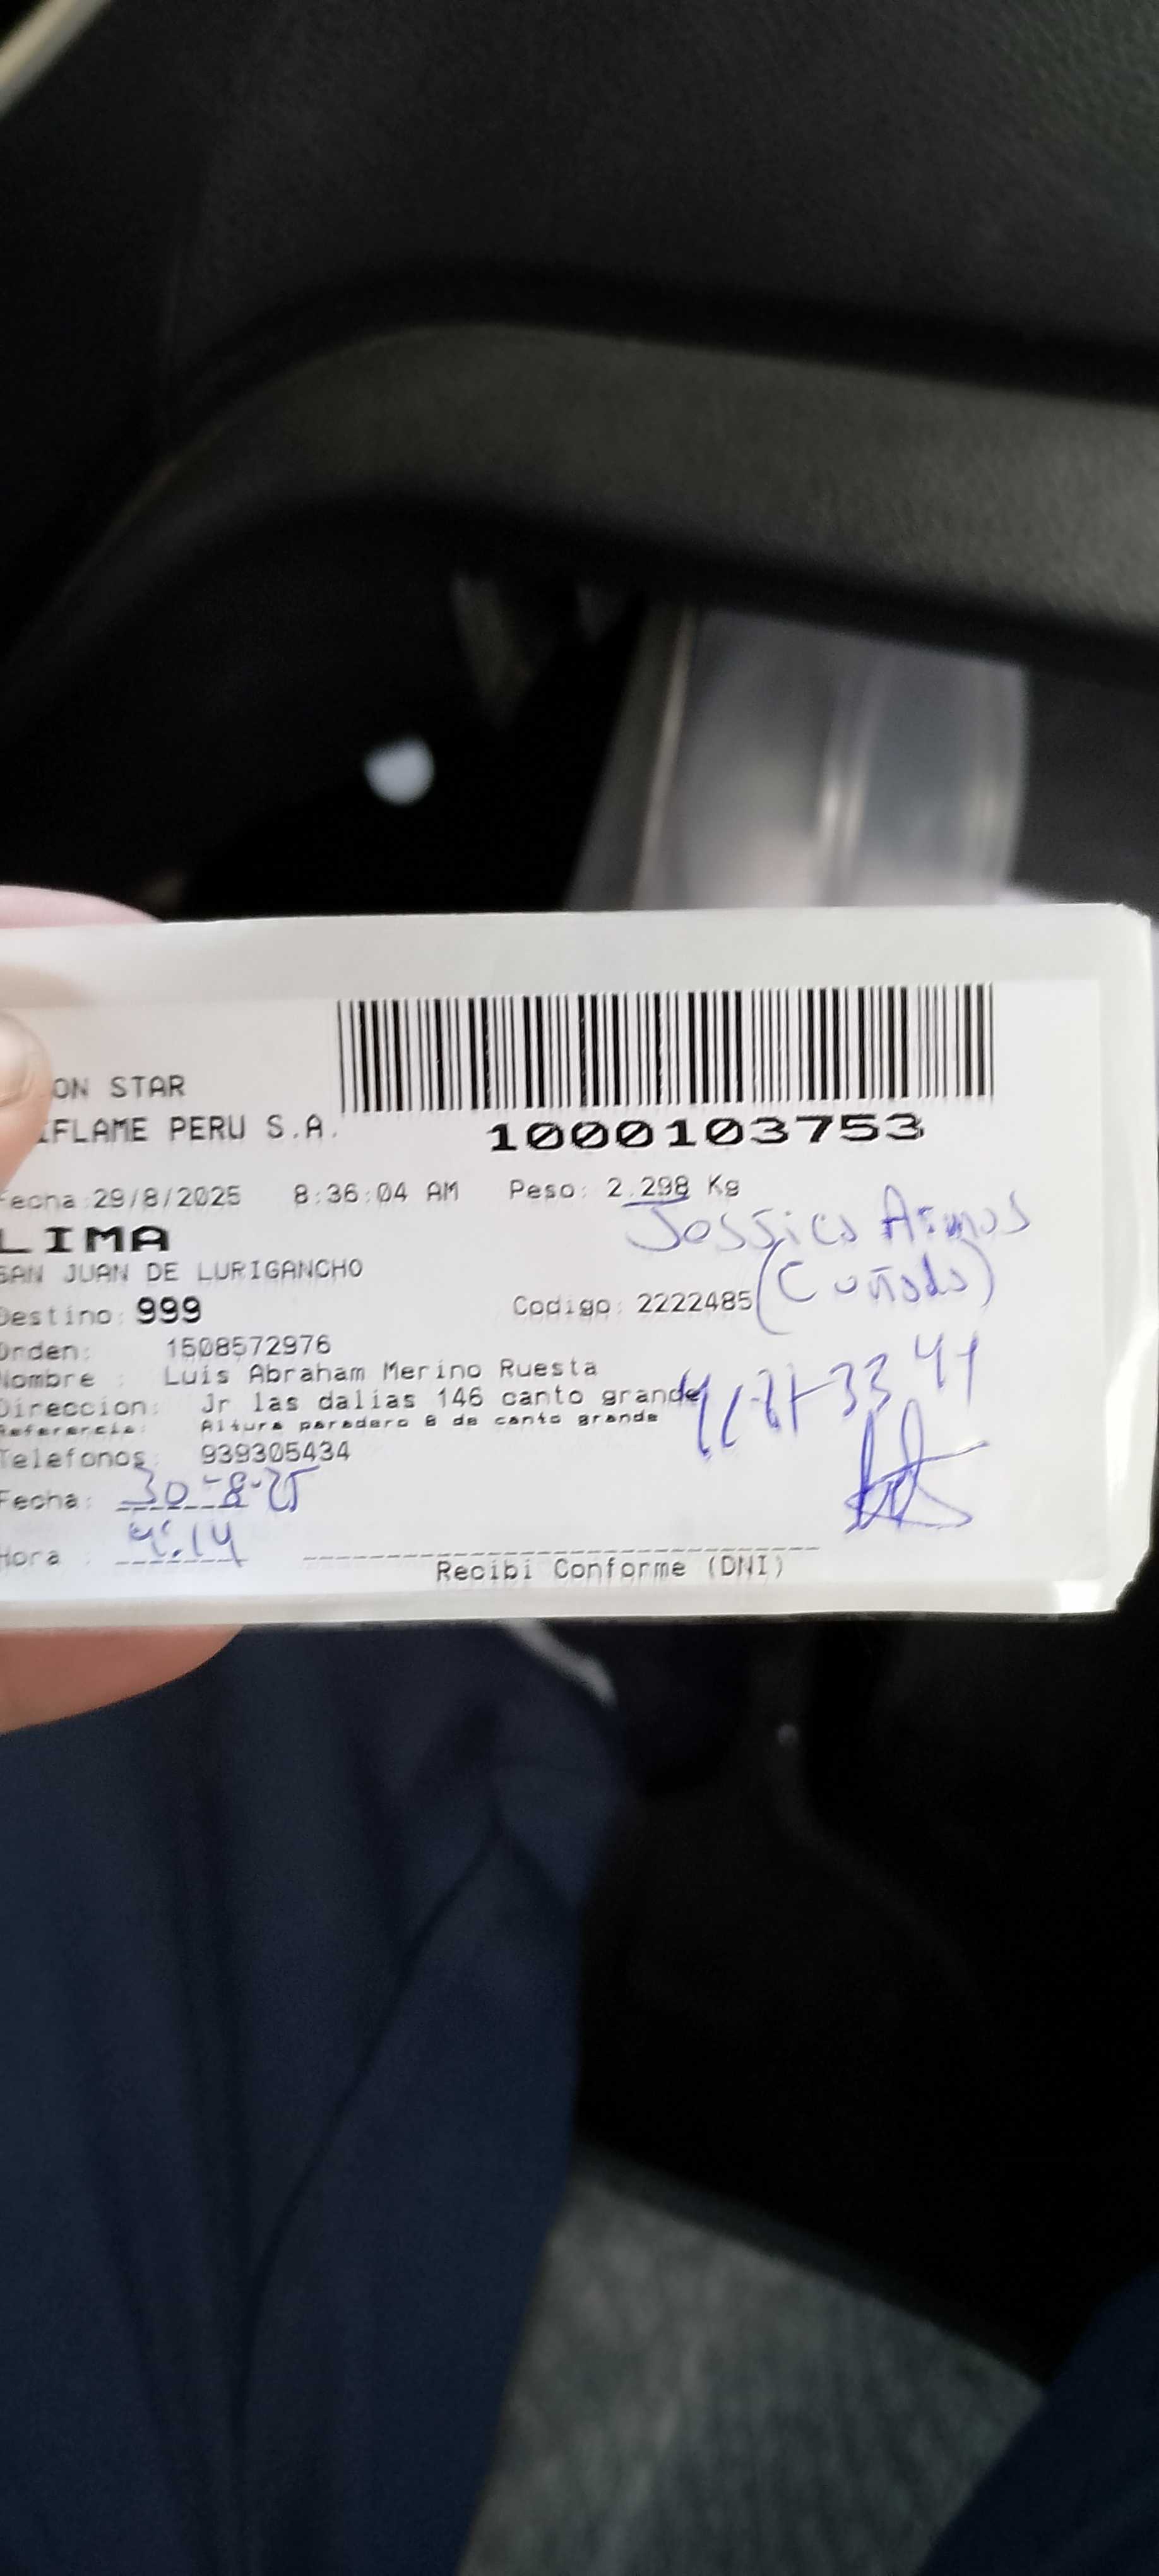 ON STAR
IFLAME PERU S.A.
1000103753
Fecha:29/8/2025 8:36:04 AM Peso: 2.298 Kg
LIMA
SAN JUAN DE LURIGANCHO
Jessica
(Cuñada)
Destino: 999 Codigo: 2222485
Orden: 1508572976
Nombre : Luis Abraham Merino Ruesta
Direccion: Jr las dalias 146 canto grande
Referencia: Altura paradero 8 de canto grande
Telefonos: 939305434
Fecha: 30-8-25
Hora : 4:14
Recibi Conforme (DNI)